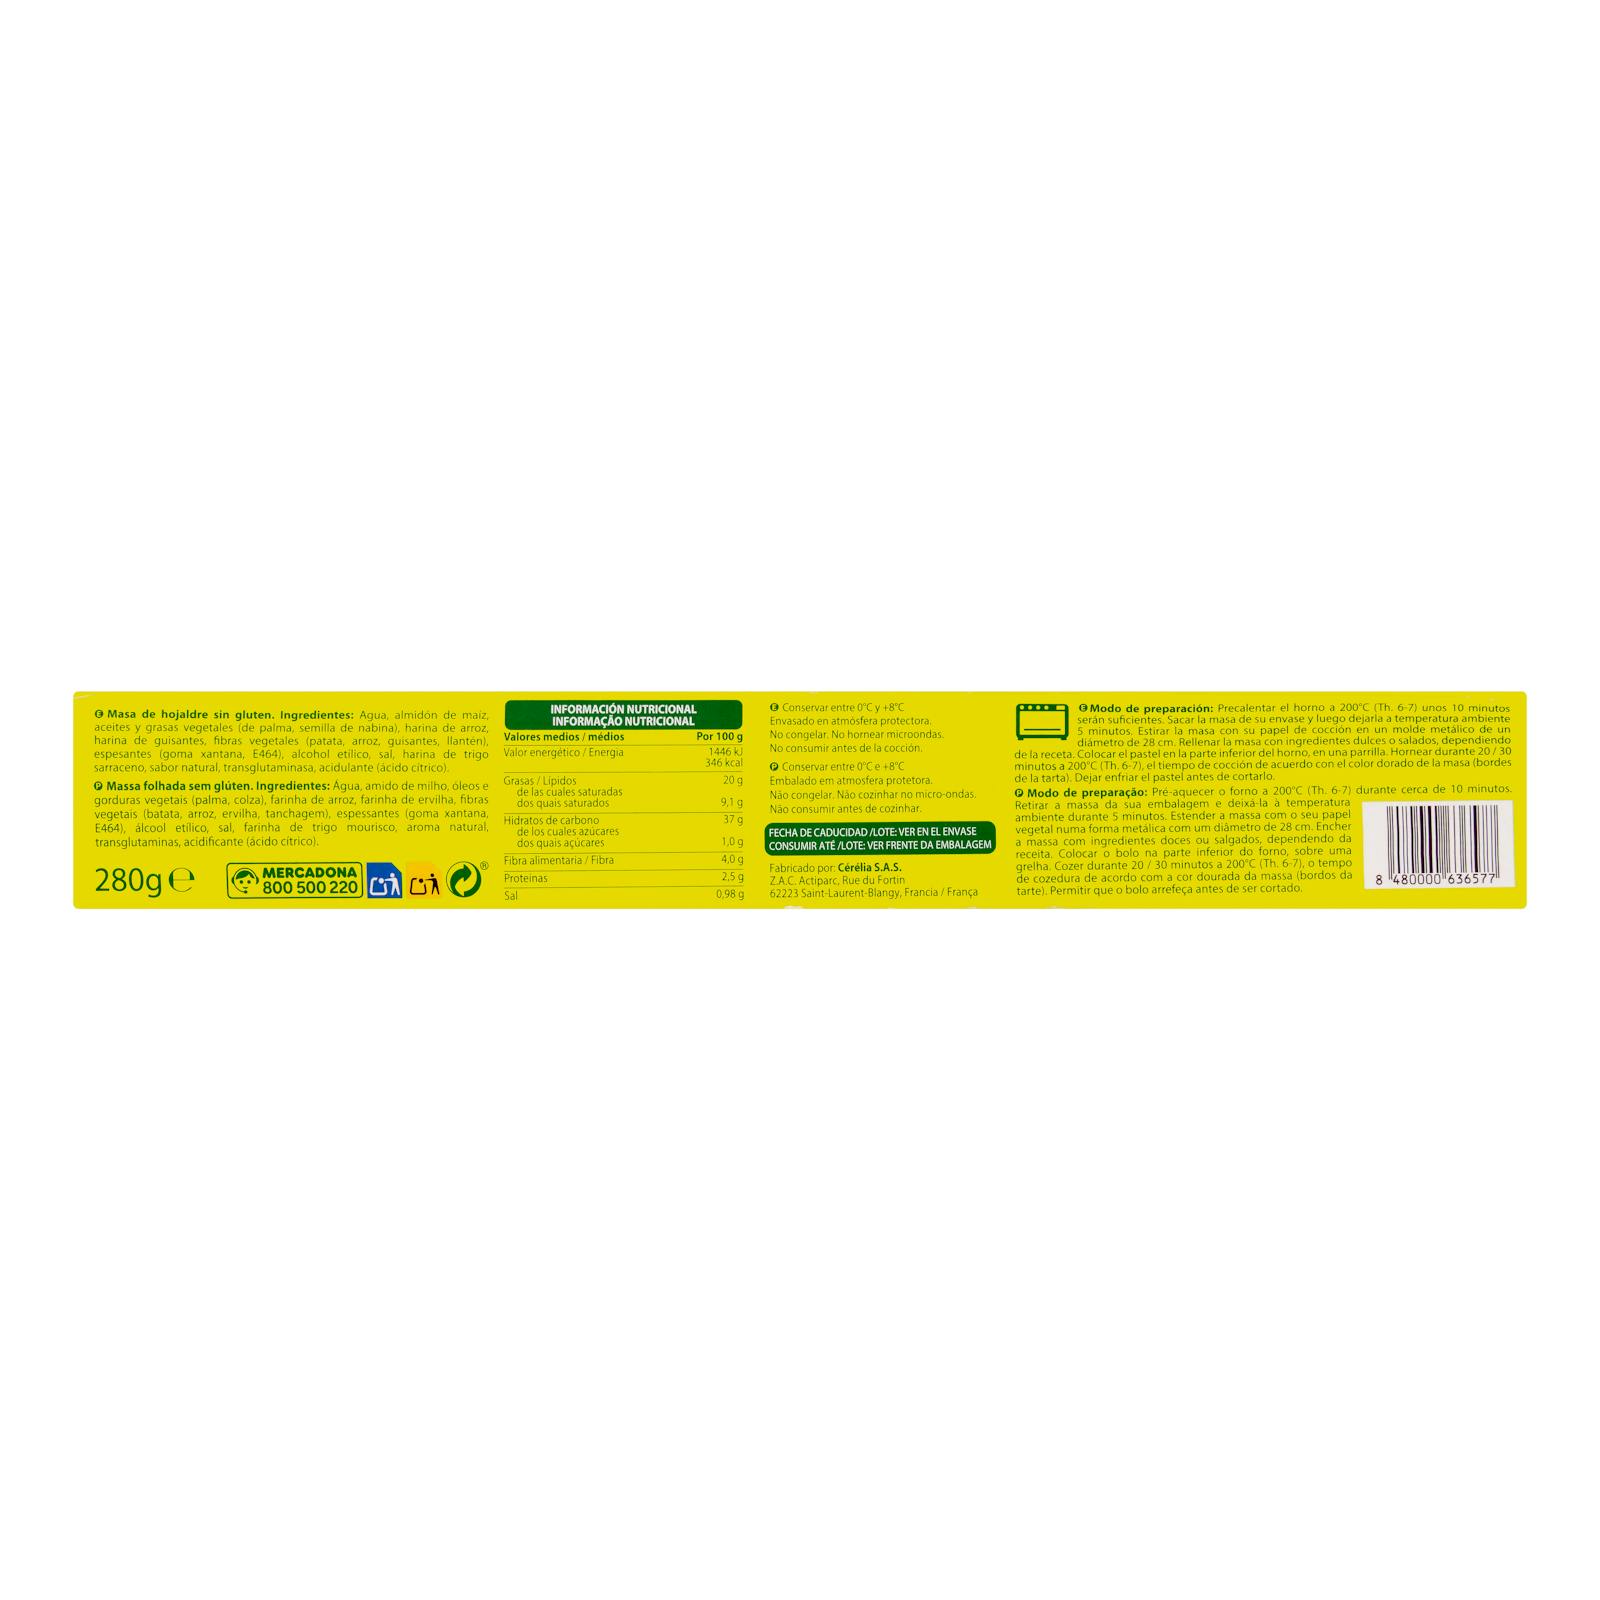 E Masa de hojaldre sin gluten. Ingredientes: Agua, almidón de maíz,
aceites y grasas vegetales (de palma, semilla de nabina), harina de arroz,
harina de guisantes, fibras vegetales (patata, arroz, guisantes, llantén),
espesantes (goma xantana, E464), alcohol etílico, sal, harina de trigo
sarraceno, sabor natural, transglutaminasa, acidulante (ácido cítrico).
P Massa folhada sem glúten. Ingredientes: Água, amido de milho, óleos e
gorduras vegetais (palma, colza), farinha de arroz, farinha de ervilha, fibras
vegetais (batata, arroz, ervilha, tanchagem), espessantes (goma xantana,
E464), álcool etílico, sal, farinha de trigo mourisco, aroma natural,
transglutaminas, acidificante (ácido cítrico).
280g e
MERCADONA
800 500 220
®
INFORMACIÓN NUTRICIONAL
INFORMAÇÃO NUTRICIONAL
Valores medios / médios Por 100 g
Valor energético / Energia 1446 kJ
346 kcal
Grasas / Lípidos 20 g
de las cuales saturadas
dos quais saturados 9,1 g
Hidratos de carbono 37 g
de los cuales azúcares
dos quais açúcares 1,0 g
Fibra alimentaria / Fibra 4,0 g
Proteinas 2,5 g
Sal 0,98 g
E Conservar entre 0°C y +8°C
Envasado en atmósfera protectora.
No congelar. No hornear microondas.
No consumir antes de la cocción.
P Conservar entre 0°C e +8°C
Embalado em atmosfera protetora.
Não congelar. Não cozinhar no micro-ondas.
Não consumir antes de cozinhar.
FECHA DE CADUCIDAD /LOTE: VER EN EL ENVASE
CONSUMIR ATÉ /LOTE: VER FRENTE DA EMBALAGEM
Fabricado por: Cérélia S.A.S.
Z.A.C. Actiparc, Rue du Fortin
62223 Saint-Laurent-Blangy, Francia / França
E Modo de preparación: Precalentar el horno a 200°C (Th. 6-7) unos 10 minutos
serán suficientes. Sacar la masa de su envase y luego dejarla a temperatura ambiente
5 minutos. Estirar la masa con su papel de cocción en un molde metálico de un
diámetro de 28 cm. Rellenar la masa con ingredientes dulces o salados, dependiendo
de la receta. Colocar el pastel en la parte inferior del horno, en una parrilla. Hornear durante 20 / 30
minutos a 200°C (Th. 6-7), el tiempo de cocción de acuerdo con el color dorado de la masa (bordes
de la tarta). Dejar enfriar el pastel antes de cortarlo.
P Modo de preparação: Pré-aquecer o forno a 200°C (Th. 6-7) durante cerca de 10 minutos.
Retirar a massa da sua embalagem e deixá-la à temperatura
ambiente durante 5 minutos. Estender a massa com o seu papel
vegetal numa forma metálica com um diâmetro de 28 cm. Encher
a massa com ingredientes doces ou salgados, dependendo da
receita. Colocar o bolo na parte inferior do forno, sobre uma
grelha. Cozer durante 20 / 30 minutos a 200°C (Th. 6-7), o tempo
de cozedura de acordo com a cor dourada da massa (bordos da
tarte). Permitir que o bolo arrefeça antes de ser cortado.
8 480000 636577